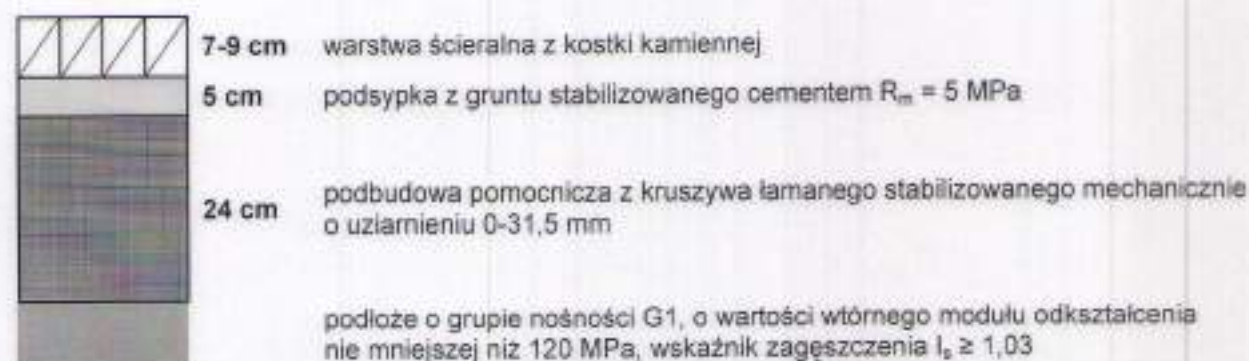 7-9 cm warstwa ścieralna z kostki kamiennej
5 cm podsypka z gruntu stabilizowanego cementem Rm = 5 MPa
24 cm podbudowa pomocnicza z kruszywa łamanego stabilizowanego mechanicznie
o uziarnieniu 0-31,5 mm
podłoże o grupie nośności G1, o wartości wtórnego modułu odkształcenia
nie mniejszej niż 120 MPa, wskaźnik zagęszczenia Is ≥ 1,03